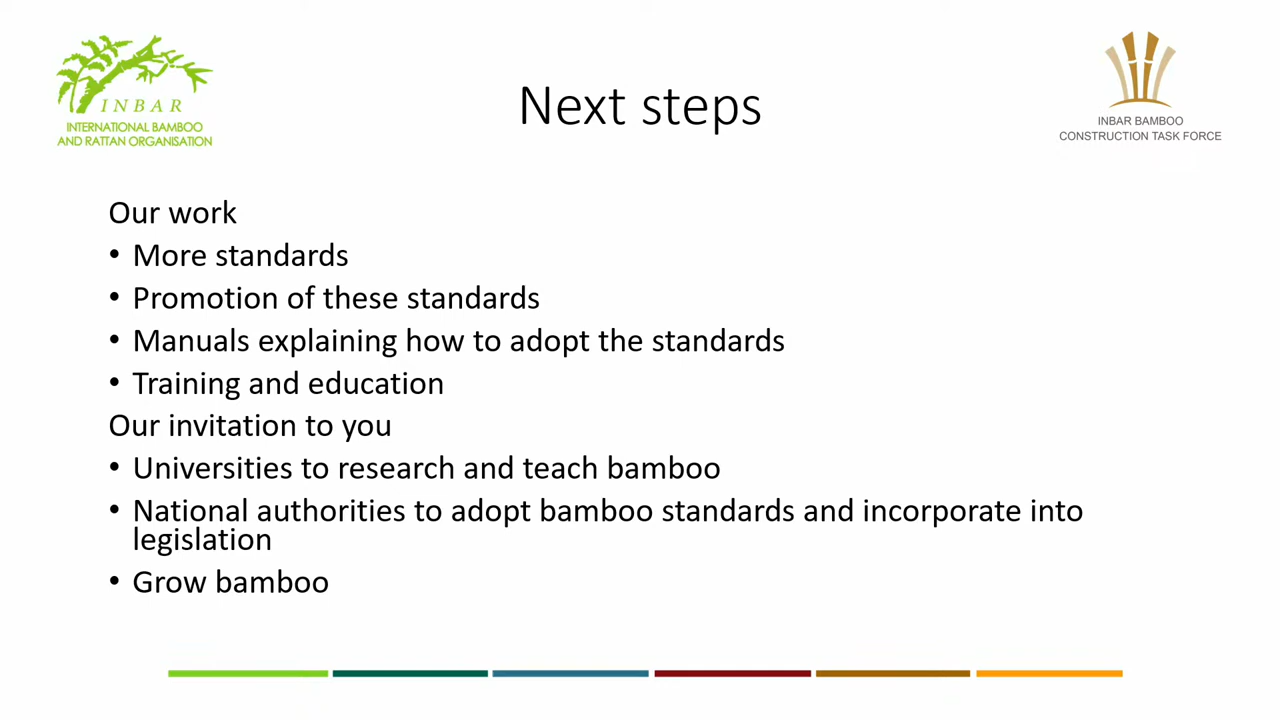 INBAR
INTERNATIONAL BAMBOO
AND RATTAN ORGANISATION
Next steps
INBAR BAMBOO
CONSTRUCTION TASK FORCE
Our work
• More standards
• Promotion of these standards
• Manuals explaining how to adopt the standards
• Training and education
Our invitation to you
• Universities to research and teach bamboo
• National authorities to adopt bamboo standards and incorporate into
legislation
• Grow bamboo